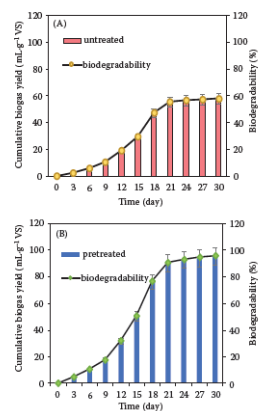 (A)
Cumulative biogas yield (mL·g⁻¹ VS)
120
100
80
60
40
20
0
untreated
biodegradability
120
100
80
60
40
20
0
Biodegradability (%)
0 3 6 9 12 15 18 21 24 27 30
Time (day)
(B)
Cumulative biogas yield (mL·g⁻¹ VS)
120
100
80
60
40
20
0
pretreated
biodegradability
120
100
80
60
40
20
0
Biodegradability (%)
0 3 6 9 12 15 18 21 24 27 30
Time (day)